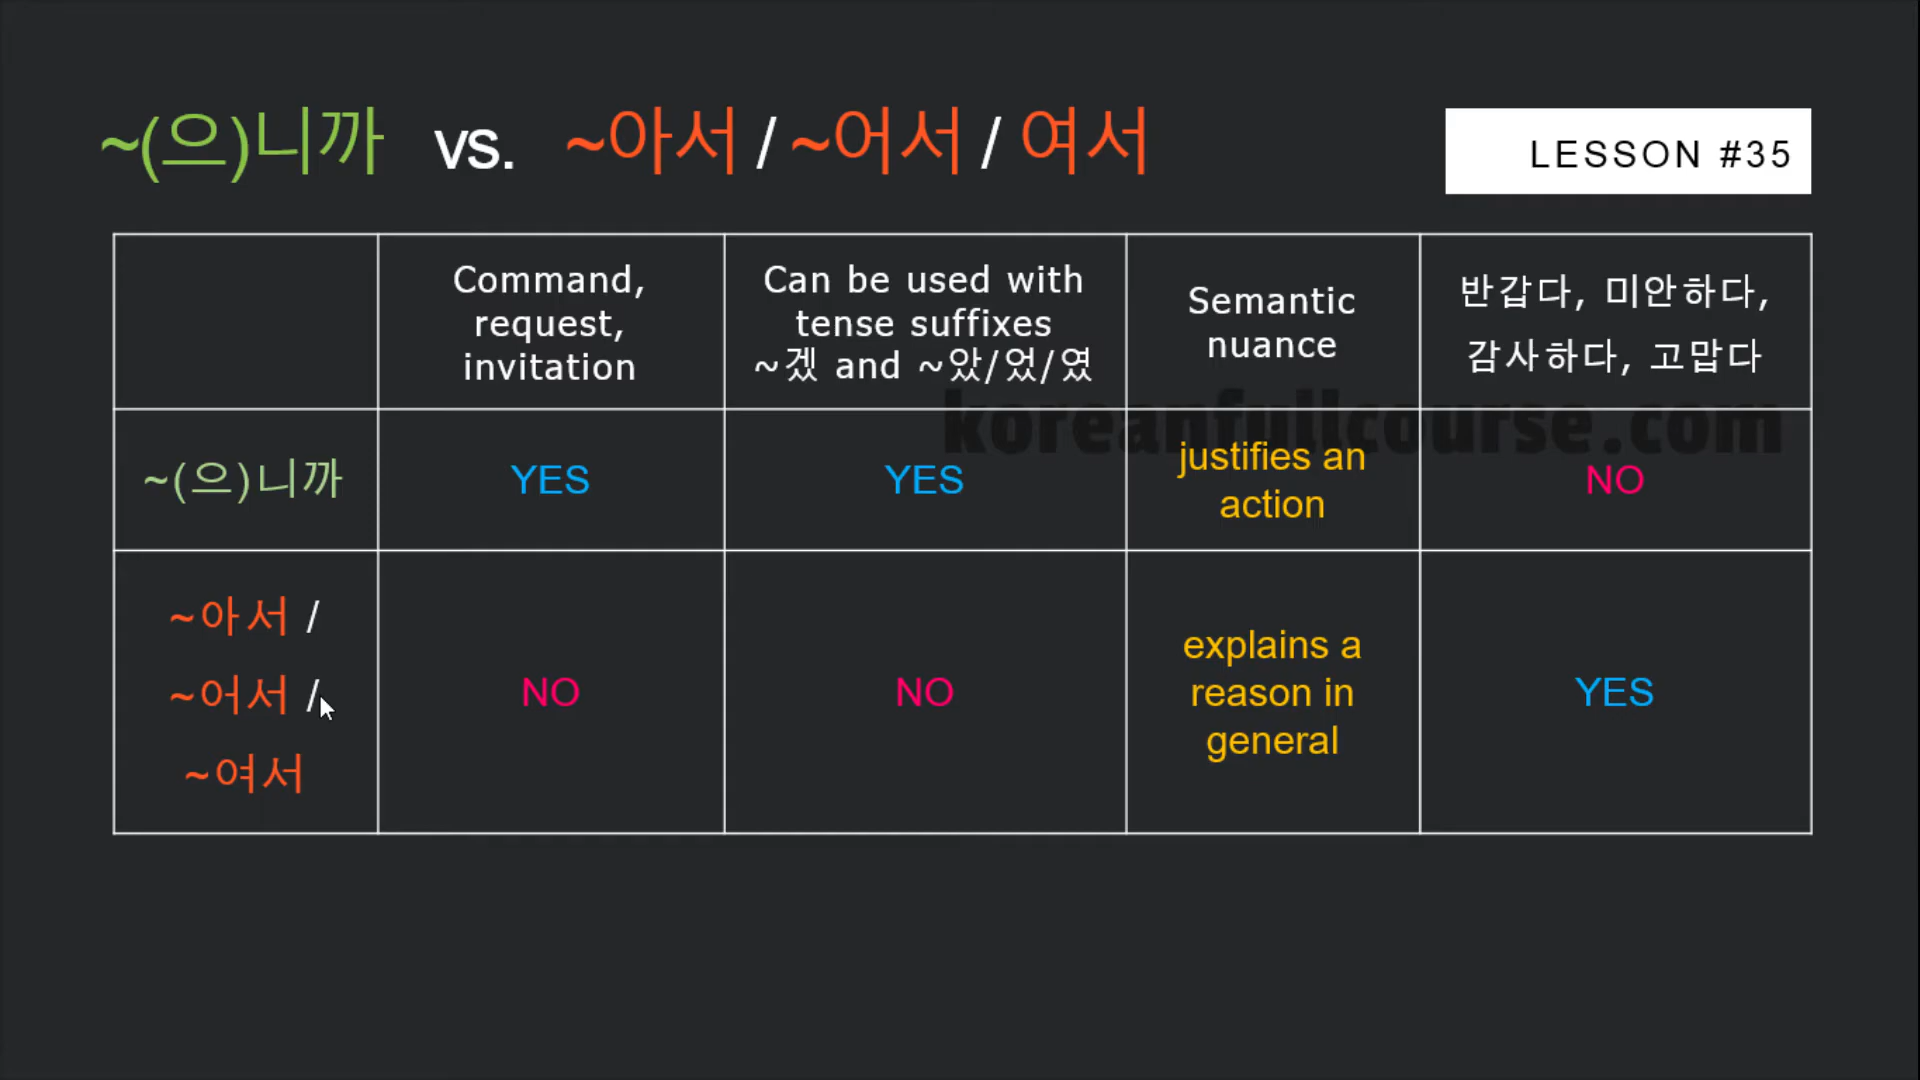 ~(으)니까 vs. ~아서 / ~어서 / 여서
LESSON #35
Command,
request,
invitation
Can be used with
tense suffixes
~겠 and ~았/었/였
Semantic
nuance
반갑다, 미안하다,
감사하다, 고맙다
koreanfullcourse.com
~(으)니까
YES
YES
justifies an
action
NO
~아서 /
~어서 /
~여서
NO
NO
explains a
reason in
general
YES